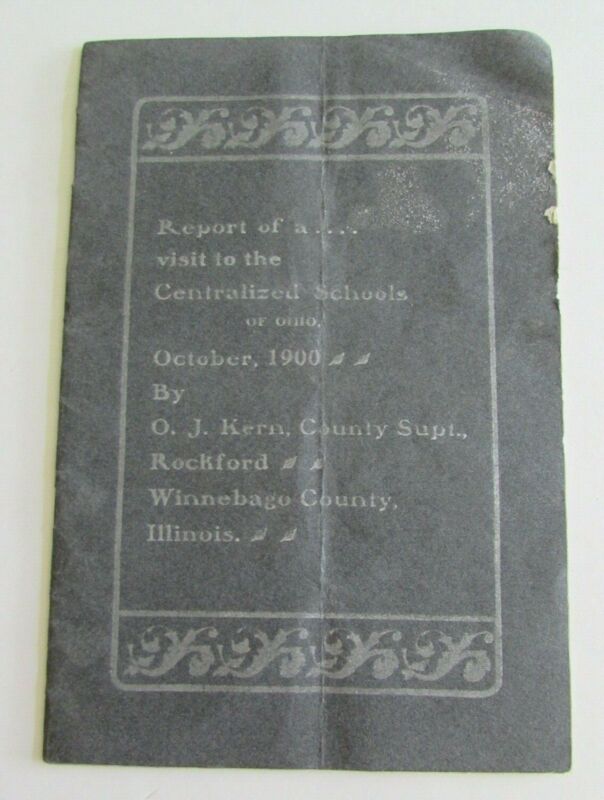 Report of a . . . .
visit to the
Centralized Schools
OF OHIO,
October, 1900
By
O. J. Kern, County Supt.,
Rockford
Winnebago County,
Illinois.